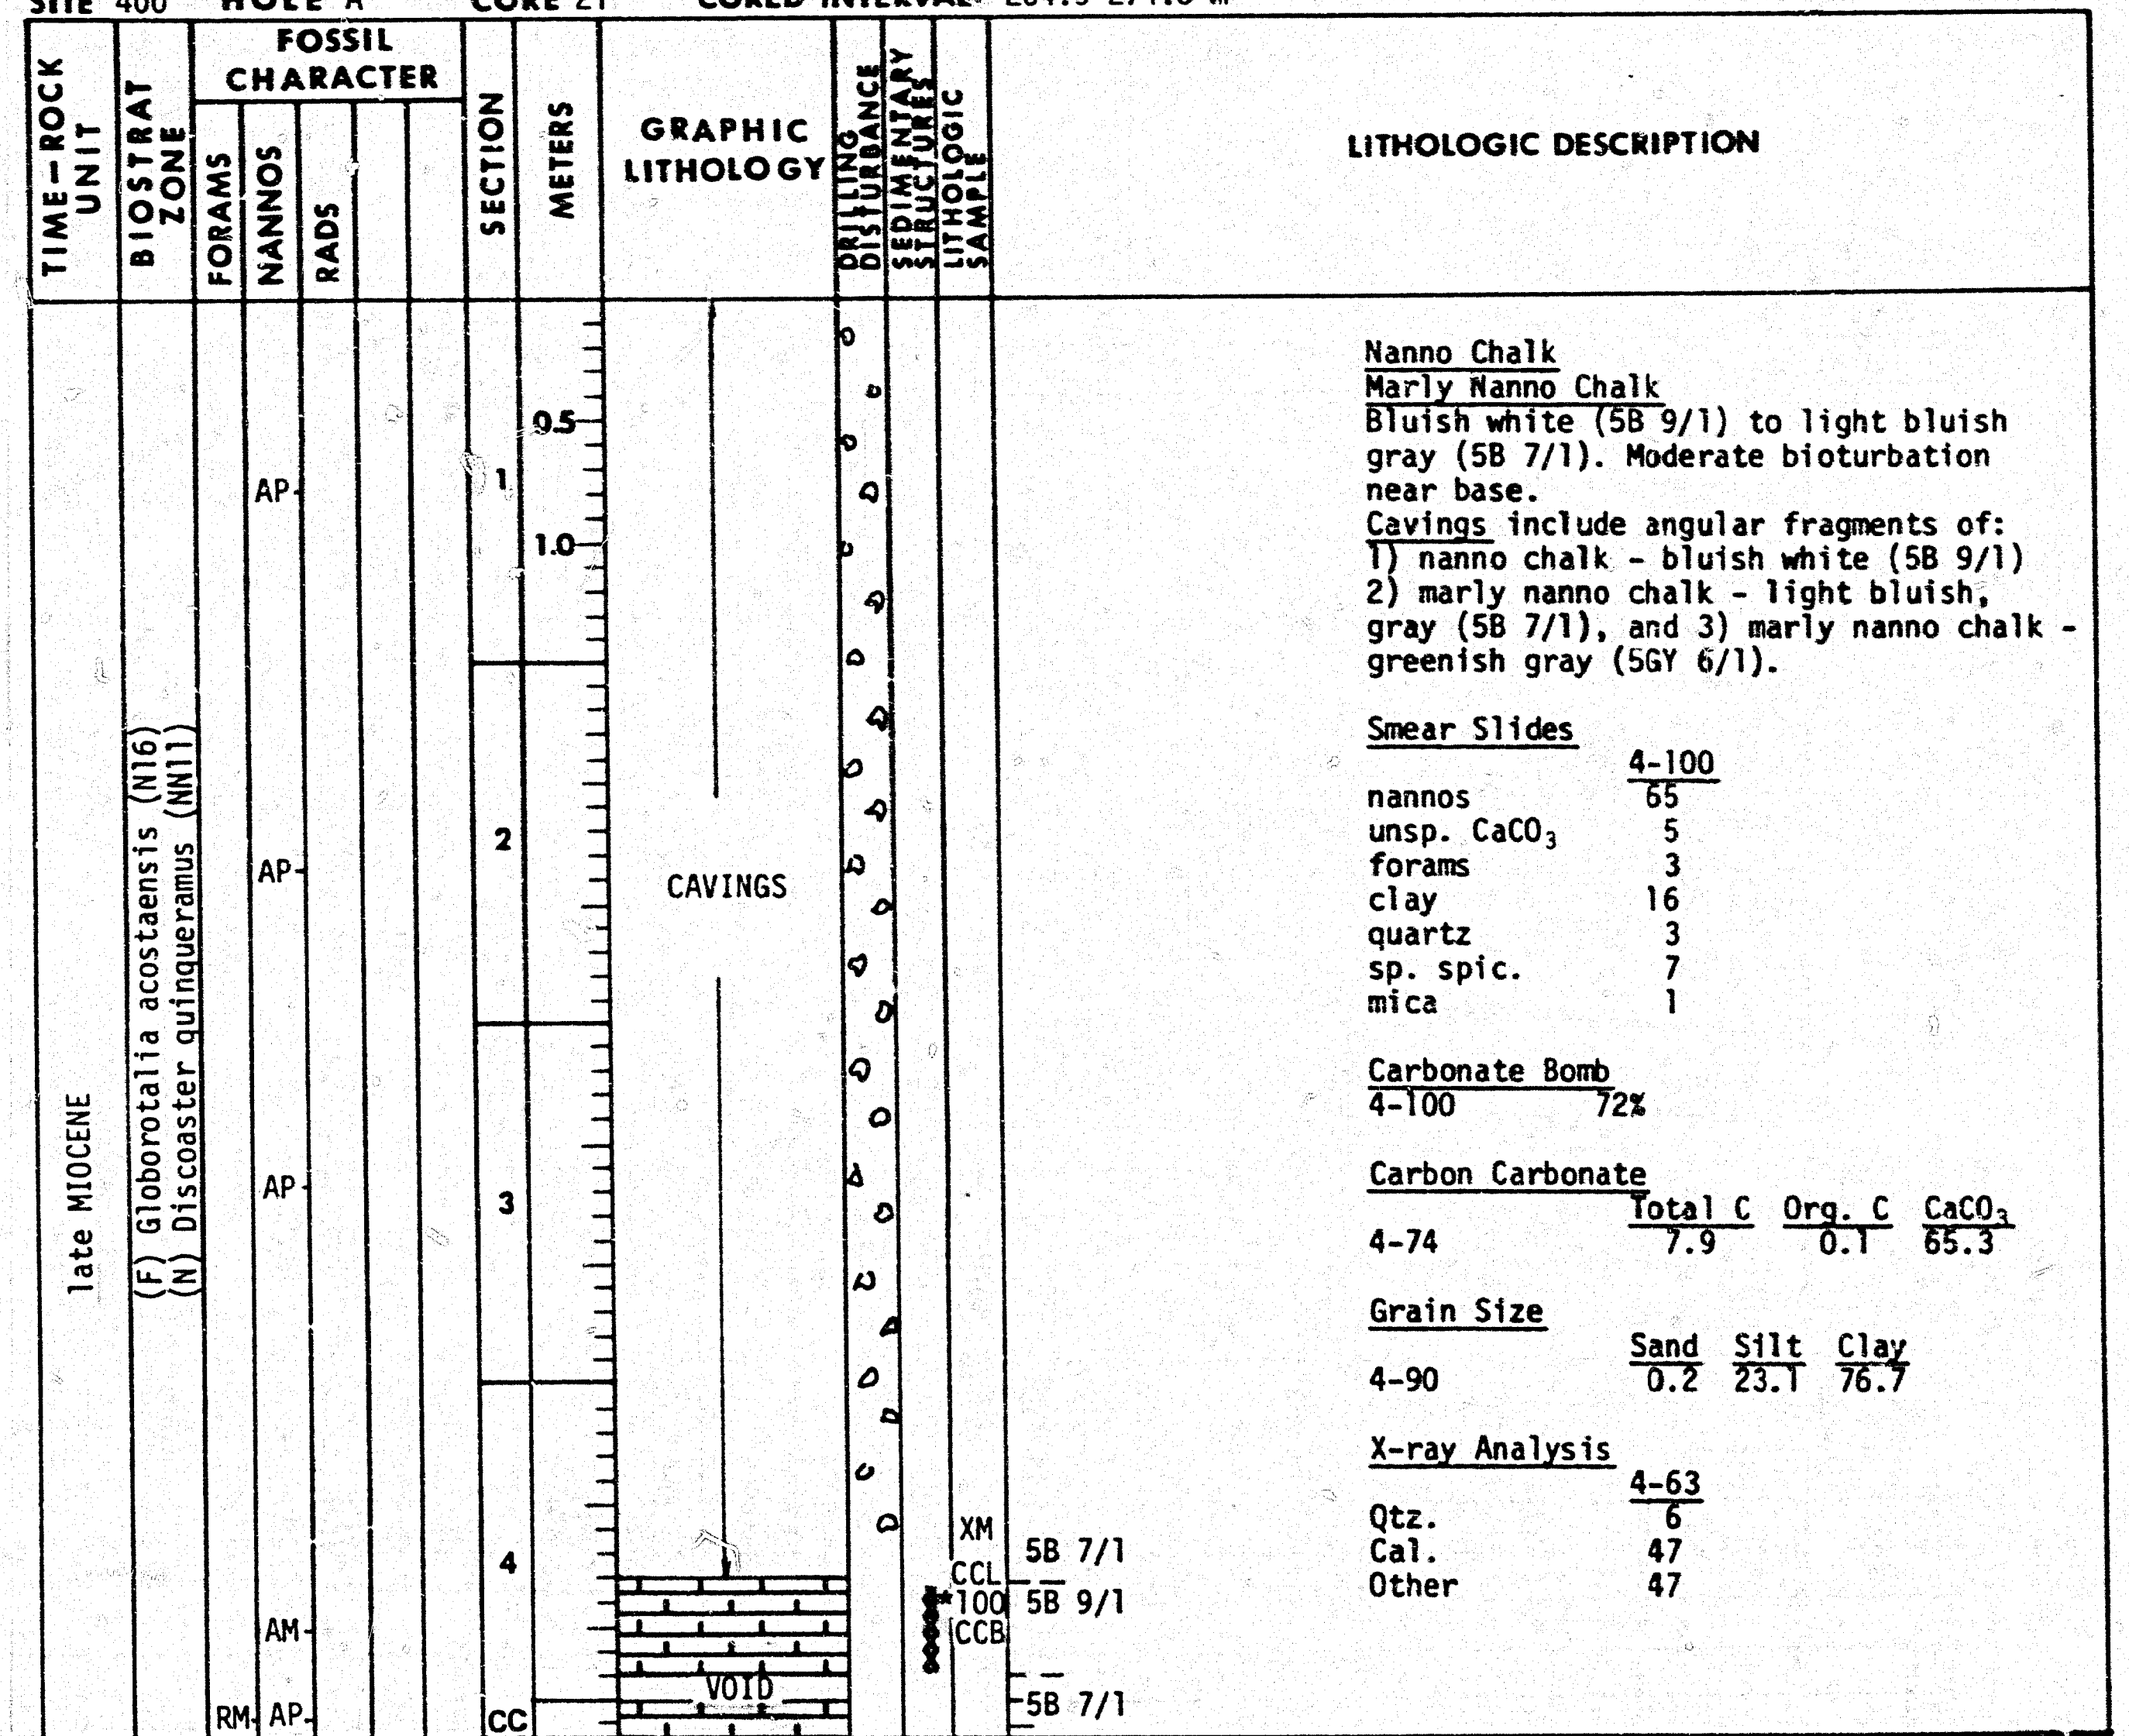 SITE 400 HOLE A CORE 21 CORED INTERVAL:
TIME-ROCK UNIT
BIOSTRAT ZONE
FOSSIL CHARACTER
FORAMS
NANNOS
RADS
SECTION
METERS
GRAPHIC LITHOLOGY
DRILLING DISTURBANCE
SEDIMENTARY STRUCTURES
LITHOLOGIC SAMPLE
LITHOLOGIC DESCRIPTION
late MIOCENE
(F) Globorotalia acostaensis (N16)
(N) Discoaster quinqueramus (NN11)
AP
AP
AP
AM
RM AP
1
2
3
4
CC
0.5
1.0
CAVINGS
VOID
XM
CCL
*100
CCB
5B 7/1
5B 9/1
5B 7/1
Nanno Chalk
Marly Nanno Chalk
Bluish white (5B 9/1) to light bluish
gray (5B 7/1). Moderate bioturbation
near base.
Cavings include angular fragments of:
1) nanno chalk - bluish white (5B 9/1)
2) marly nanno chalk - light bluish,
gray (5B 7/1), and 3) marly nanno chalk -
greenish gray (5GY 6/1).
Smear Slides
4-100
nannos 65
unsp. CaCO₃ 5
forams 3
clay 16
quartz 3
sp. spic. 7
mica 1
Carbonate Bomb
4-100 72%
Carbon Carbonate
Total C Org. C CaCO₃
4-74 7.9 0.1 65.3
Grain Size
Sand Silt Clay
4-90 0.2 23.1 76.7
X-ray Analysis
4-63
Qtz. 6
Cal. 47
Other 47